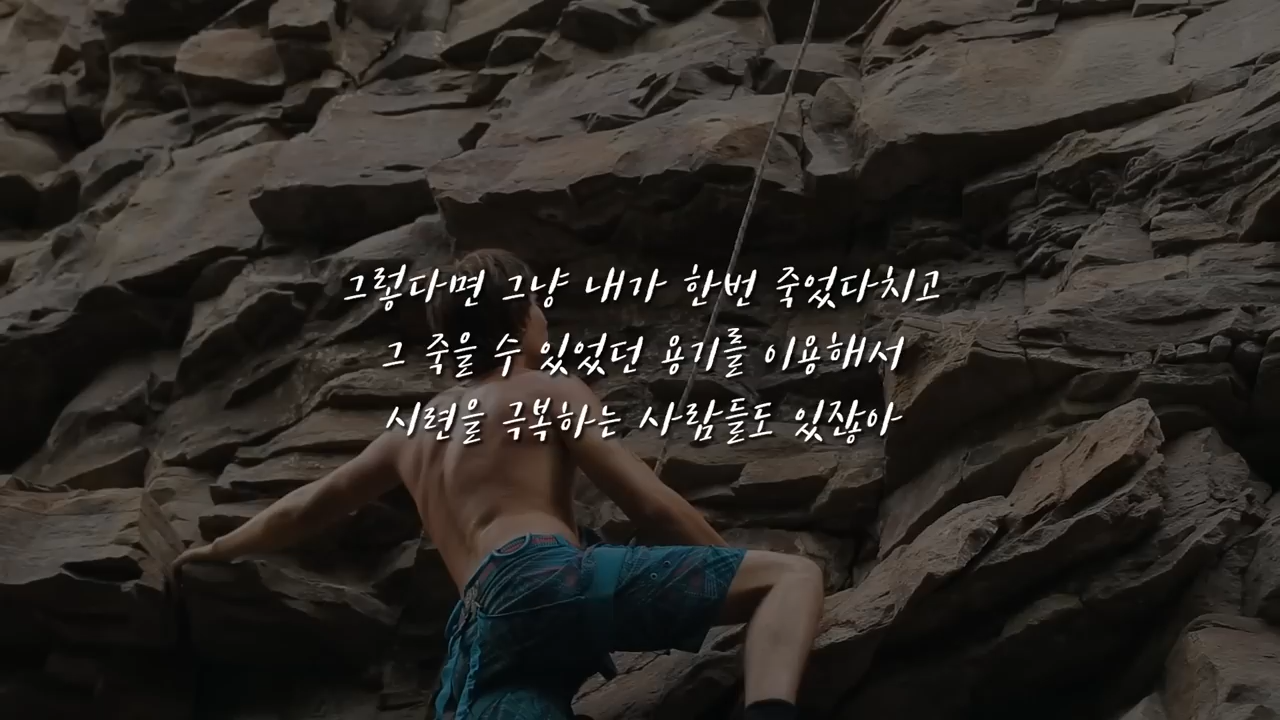 그렇다면 그냥 내가 한번 죽었다치고
그 죽을 수 있었던 용기를 이용해서
시련을 극복하는 사람들도 있잖아